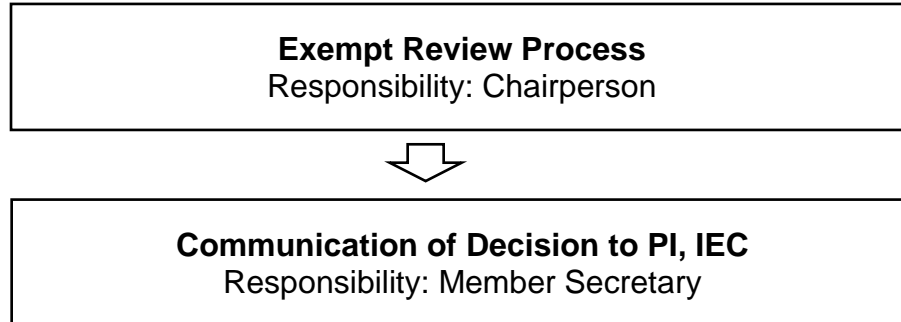 Exempt Review Process
Responsibility: Chairperson
Communication of Decision to PI, IEC
Responsibility: Member Secretary